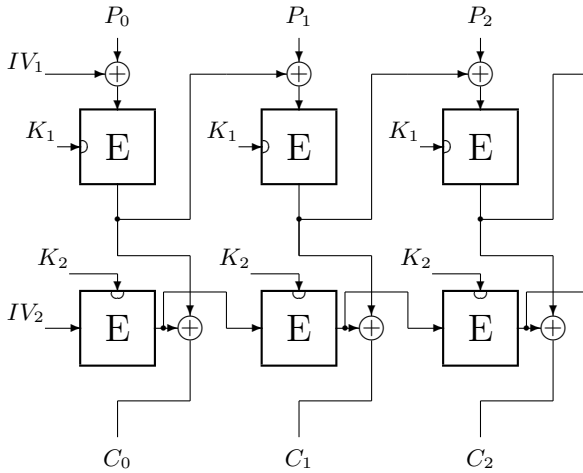 P₀ P₁ P₂
IV₁
K₁ E K₁ E K₁ E
K₂ K₂ K₂
IV₂ E E E
C₀ C₁ C₂